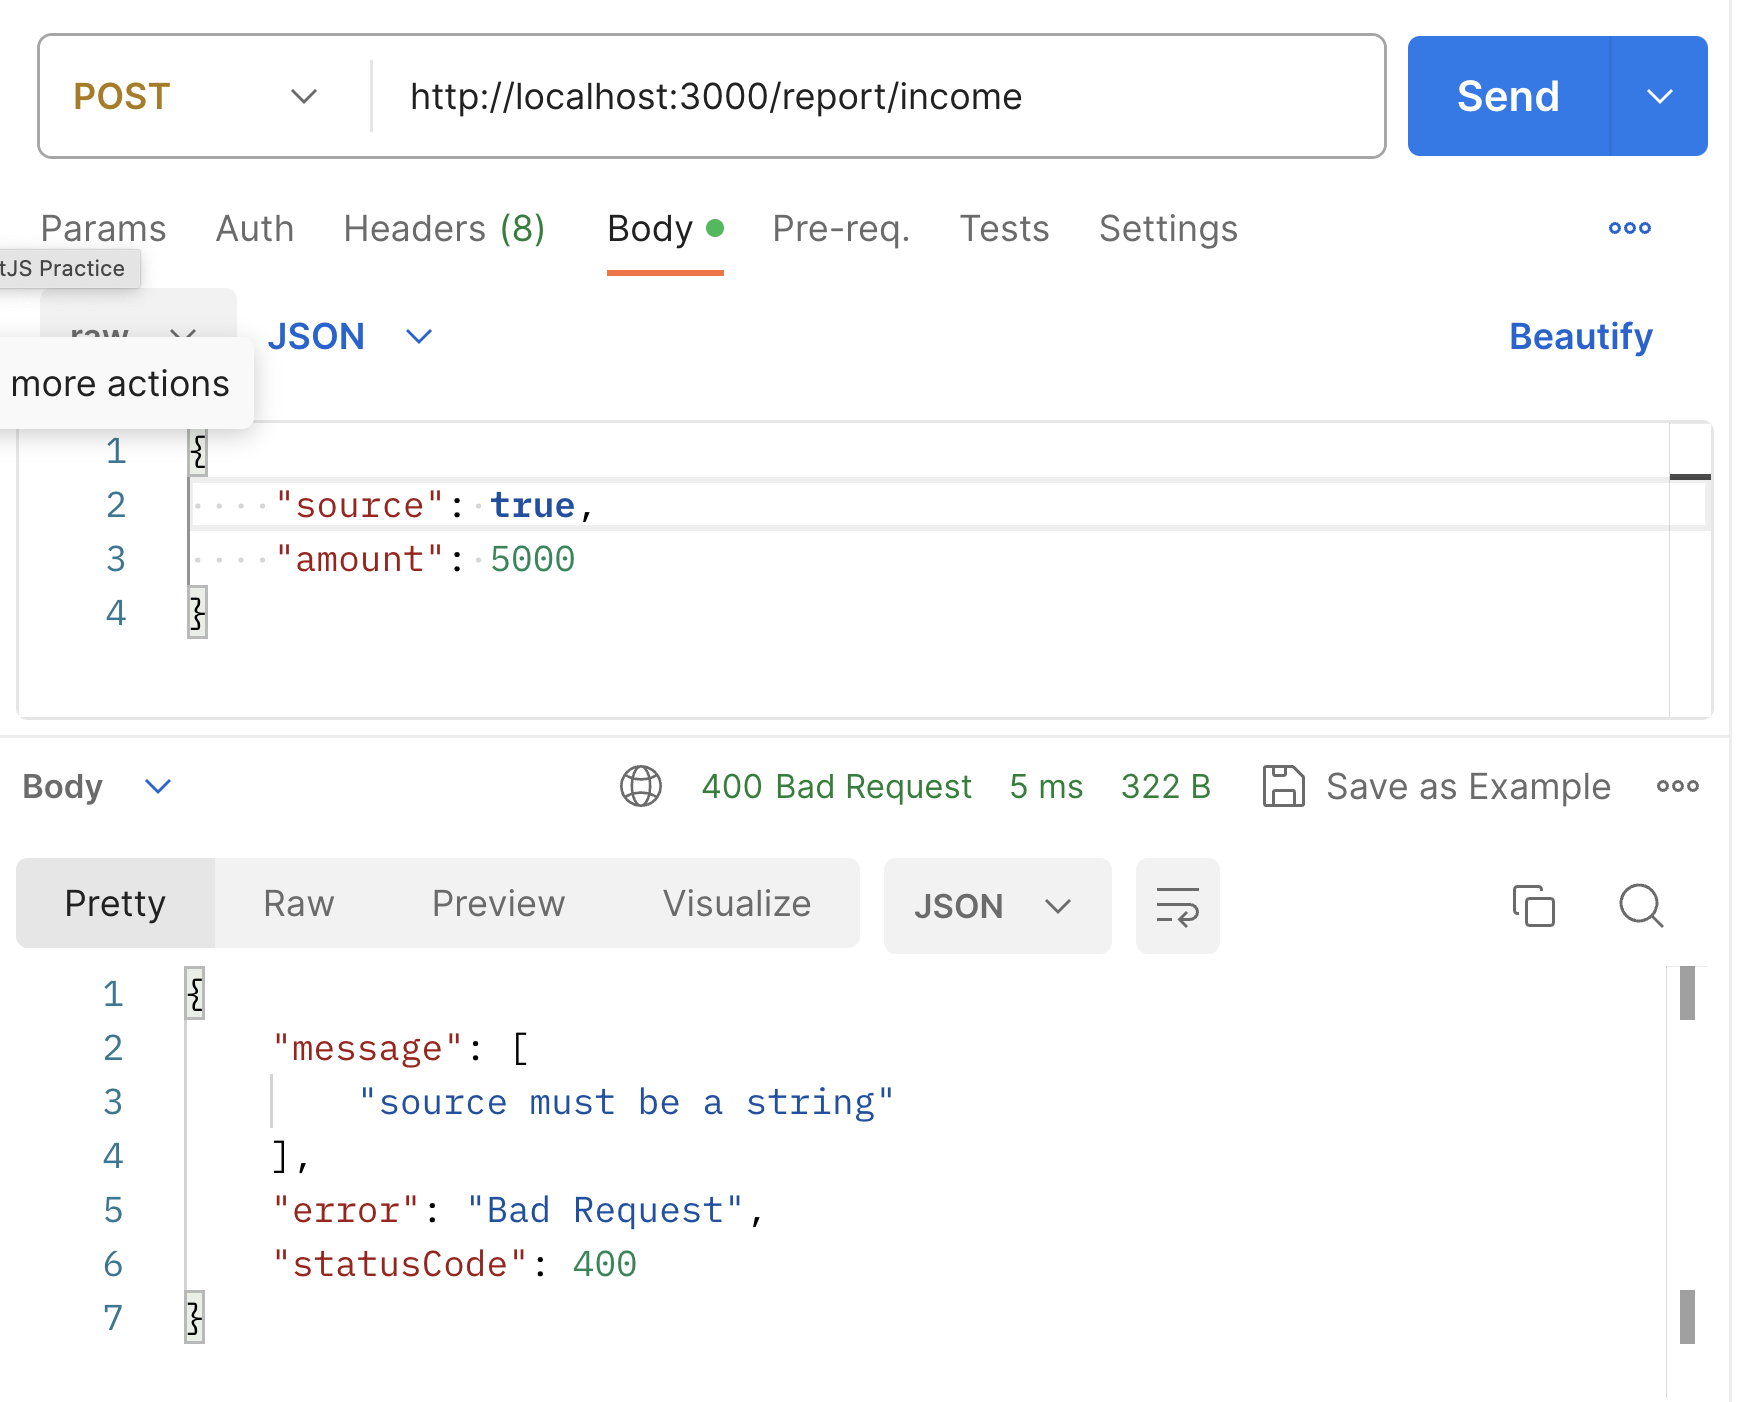 POST http://localhost:3000/report/income Send
Params Auth Headers (8) Body Pre-req. Tests Settings
tJS Practice
raw JSON Beautify
more actions
1 {
2 "source": true,
3 "amount": 5000
4 }
Body 400 Bad Request 5 ms 322 B Save as Example
Pretty Raw Preview Visualize JSON
1 {
2 "message": [
3 "source must be a string"
4 ],
5 "error": "Bad Request",
6 "statusCode": 400
7 }